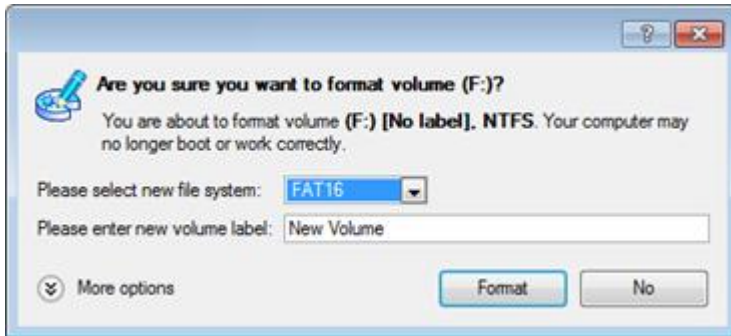 Are you sure you want to format volume (F:)?
You are about to format volume (F:) [No label], NTFS. Your computer may
no longer boot or work correctly.
Please select new file system: FAT16
Please enter new volume label: New Volume
More options Format No